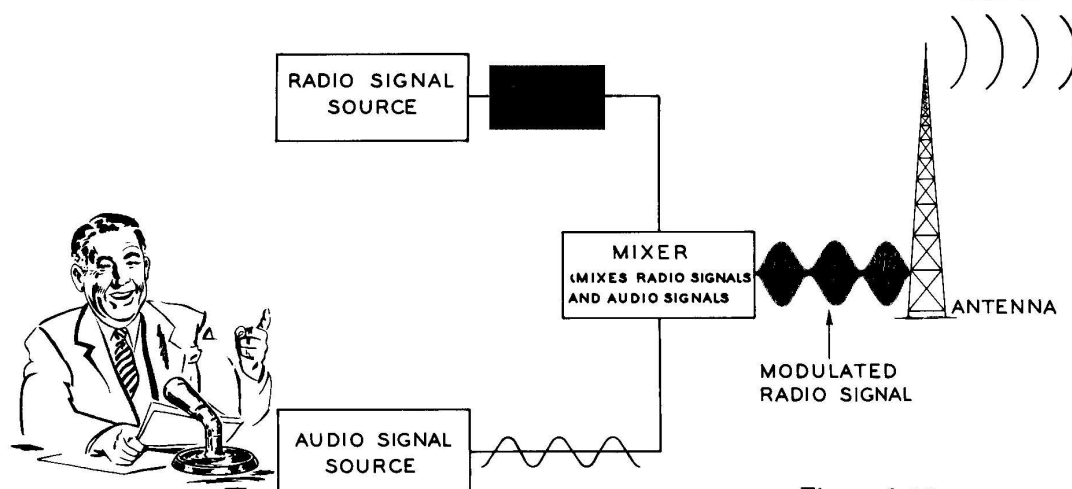 RADIO SIGNAL
SOURCE
MIXER
(MIXES RADIO SIGNALS
AND AUDIO SIGNALS
ANTENNA
MODULATED
RADIO SIGNAL
AUDIO SIGNAL
SOURCE